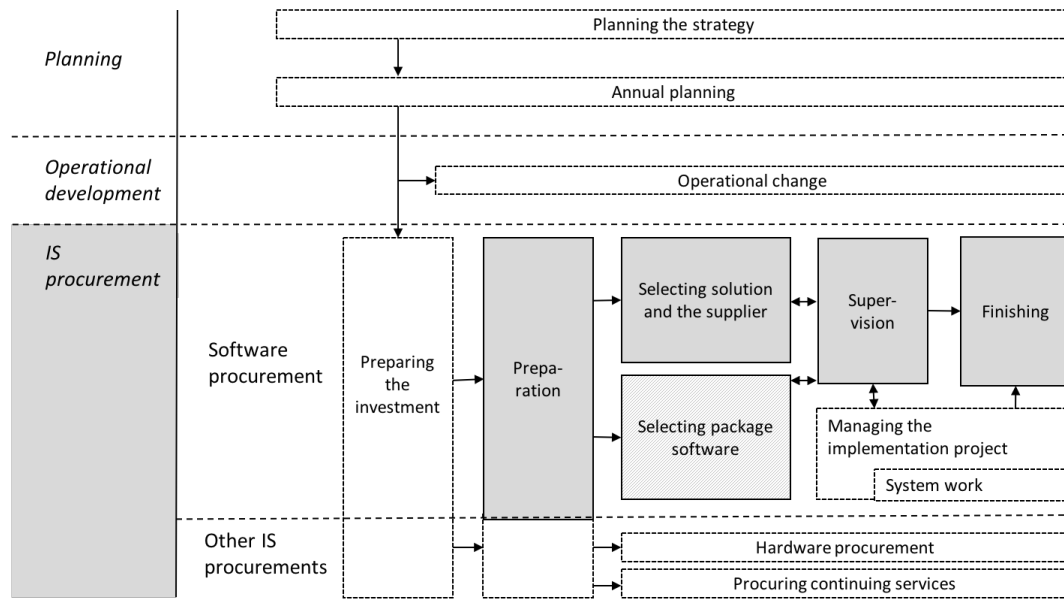 Planning the strategy
Planning
Annual planning
Operational
development
Operational change
IS
procurement
Software
procurement
Preparing
the
investment
Prepa-
ration
Selecting solution
and the supplier
Super-
vision
Finishing
Selecting package
software
Managing the
implementation project
System work
Other IS
procurements
Hardware procurement
Procuring continuing services